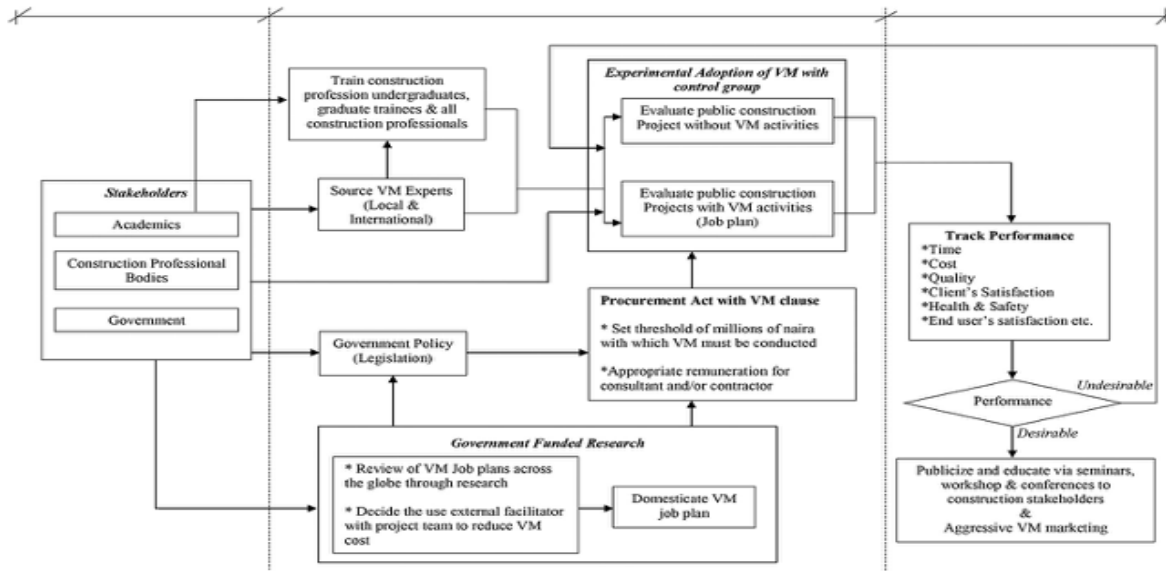 Stakeholders
Academics
Construction Professional
Bodies
Government
Train construction
profession undergraduates,
graduate trainees & all
construction professionals
Source VM Experts
(Local &
International)
Government Policy
(Legislation)
Government Funded Research
* Review of VM Job plans across
the globe through research
* Decide the use external facilitator
with project team to reduce VM
cost
Domesticate VM
job plan
Experimental Adoption of VM with
control group
Evaluate public construction
Project without VM activities
Evaluate public construction
Projects with VM activities
(Job plan)
Procurement Act with VM clause
* Set threshold of millions of naira
with which VM must be conducted
*Appropriate remuneration for
consultant and/or contractor
Track Performance
*Time
*Cost
*Quality
*Client's Satisfaction
*Health & Safety
*End user's satisfaction etc.
Performance
Undesirable
Desirable
Publicize and educate via seminars,
workshop & conferences to
construction stakeholders
&
Aggressive VM marketing